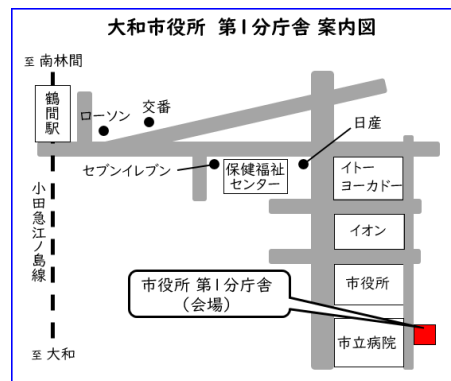 大和市役所 第1分庁舎 案内図
至 南林間
鶴間駅
ローソン
交番
日産
セブンイレブン
保健福祉
センター
イトー
ヨーカドー
小田急江ノ島線
イオン
市役所 第1分庁舎
(会場)
市役所
市立病院
至 大和